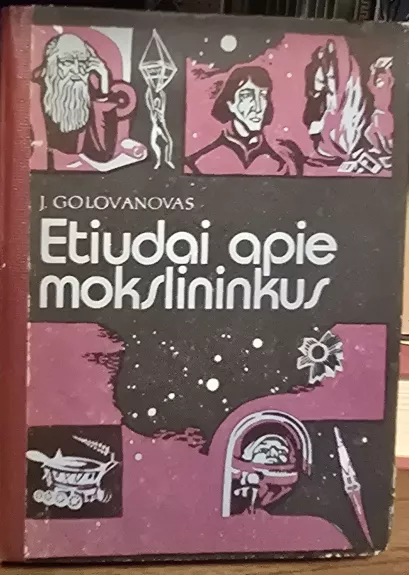 J. GOLOVANOVAS
Etiudai apie
mokslininkus